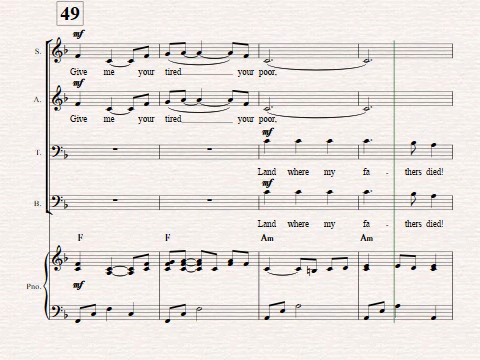 49
mf
S.
Give me your tired your poor,
mf
A.
Give me your tired your poor,
mf
T.
Land where my fa - thers died!
mf
B.
Land where my fa - thers died!
F F Am Am
mf
Pno.